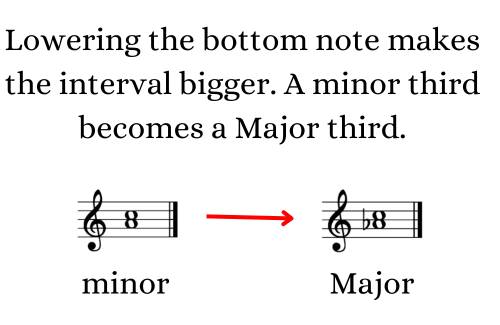 Lowering the bottom note makes
the interval bigger. A minor third
becomes a Major third.
minor
Major